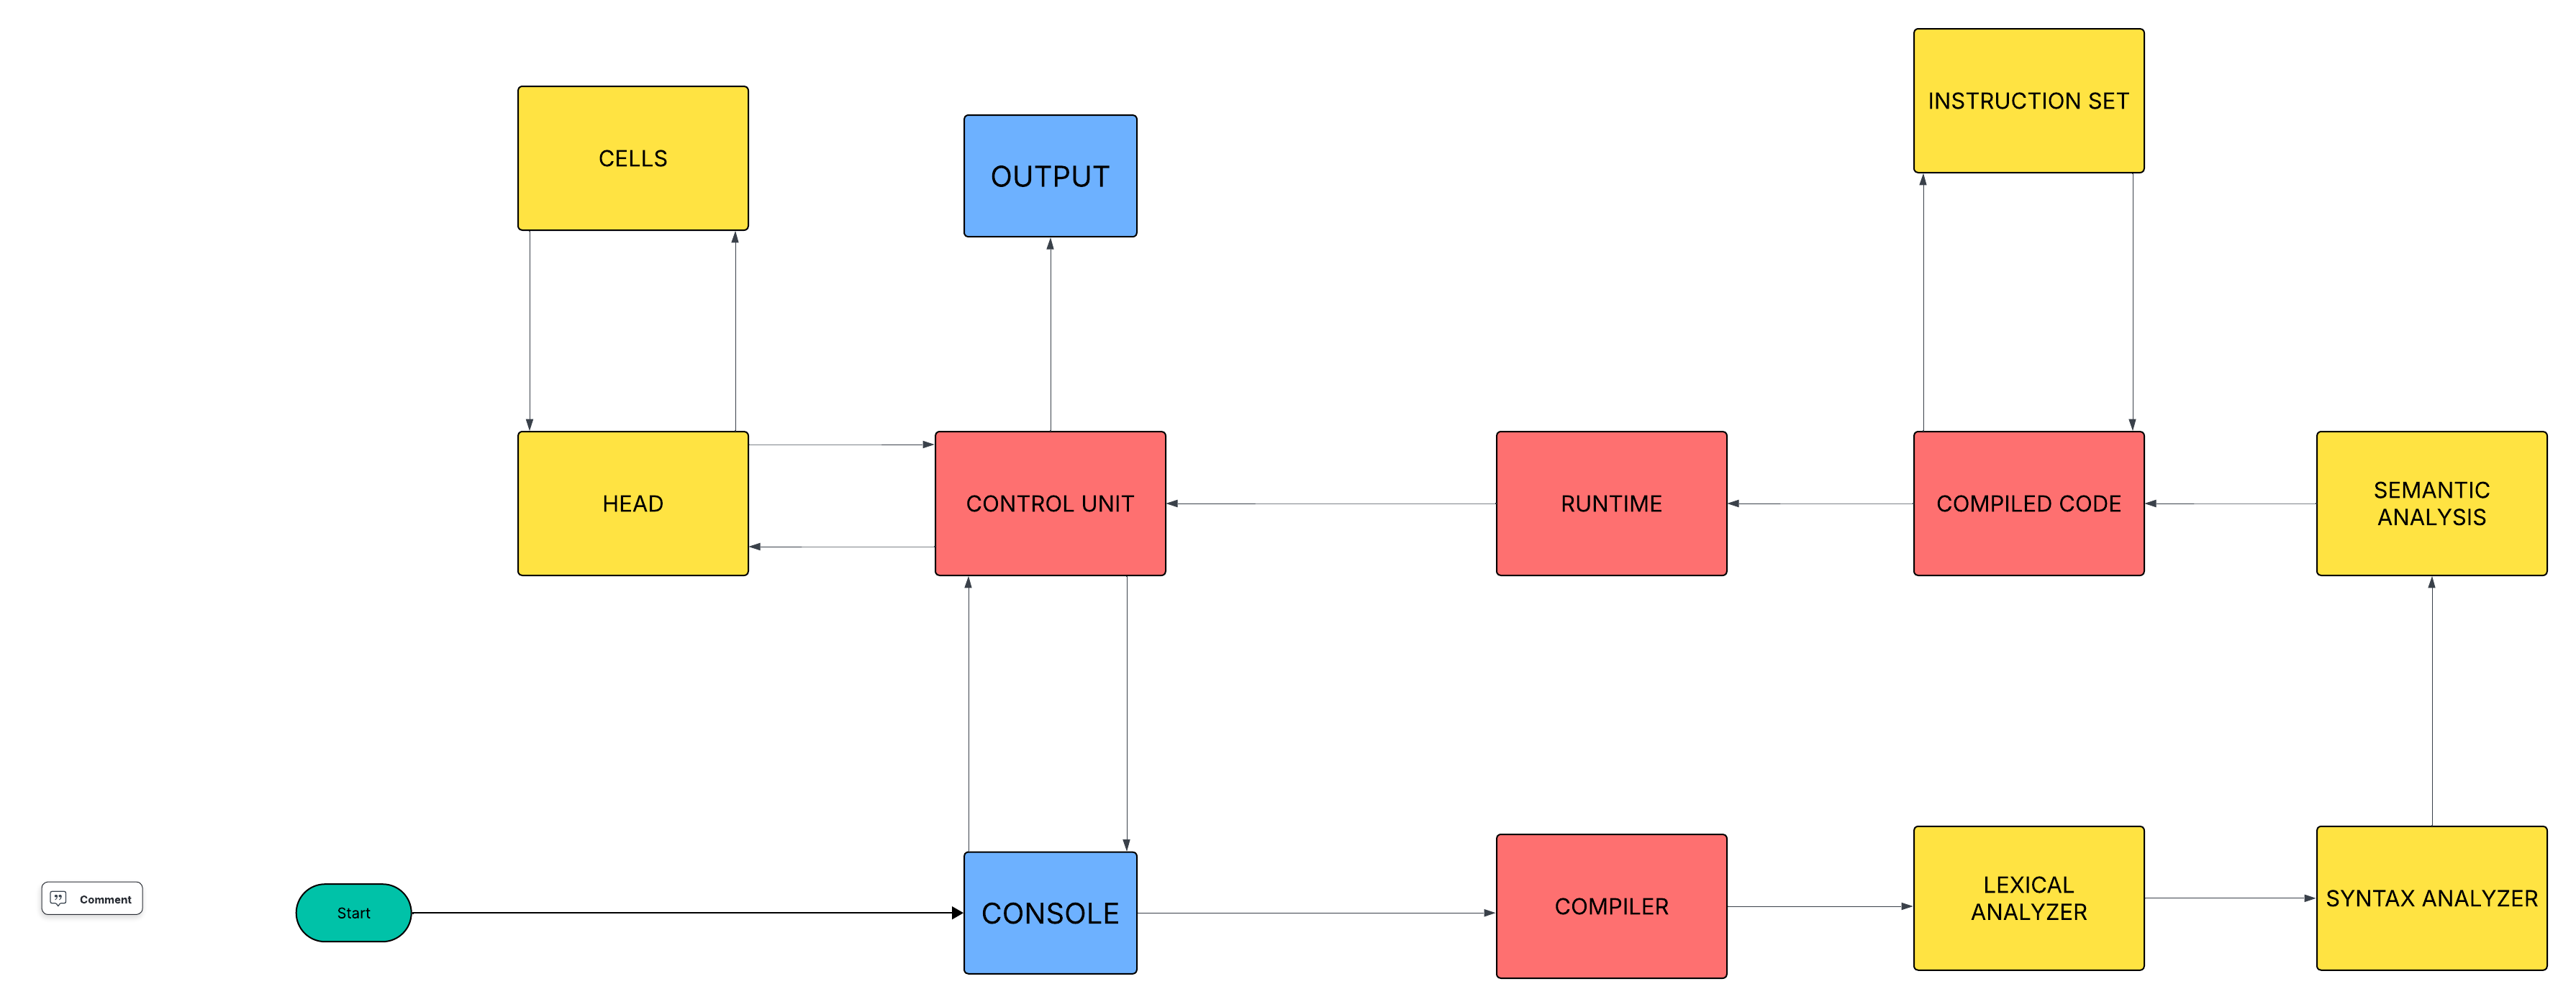 INSTRUCTION SET
CELLS
OUTPUT
HEAD
CONTROL UNIT
RUNTIME
COMPILED CODE
SEMANTIC
ANALYSIS
Comment
Start
CONSOLE
COMPILER
LEXICAL
ANALYZER
SYNTAX ANALYZER